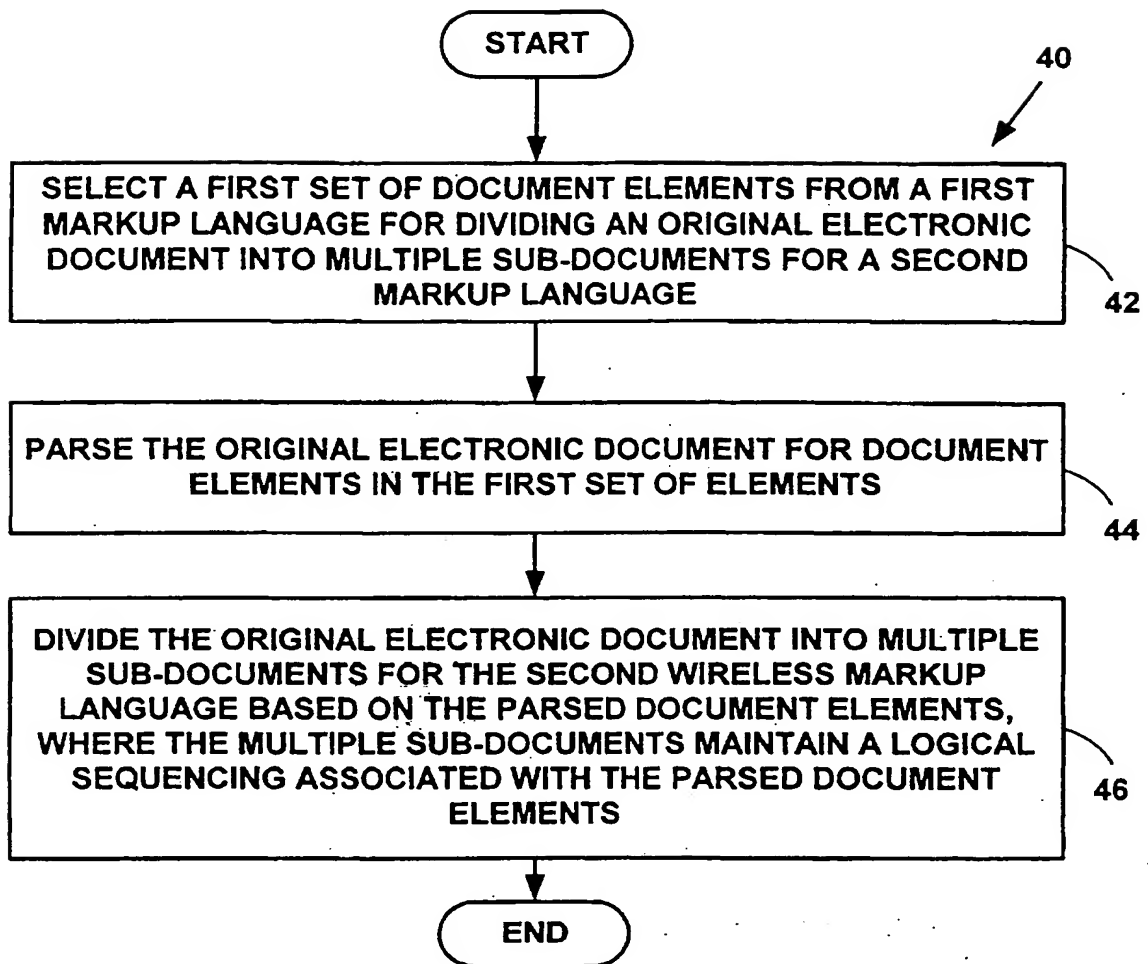 START
40
SELECT A FIRST SET OF DOCUMENT ELEMENTS FROM A FIRST
MARKUP LANGUAGE FOR DIVIDING AN ORIGINAL ELECTRONIC
DOCUMENT INTO MULTIPLE SUB-DOCUMENTS FOR A SECOND
MARKUP LANGUAGE
42
PARSE THE ORIGINAL ELECTRONIC DOCUMENT FOR DOCUMENT
ELEMENTS IN THE FIRST SET OF ELEMENTS
44
DIVIDE THE ORIGINAL ELECTRONIC DOCUMENT INTO MULTIPLE
SUB-DOCUMENTS FOR THE SECOND WIRELESS MARKUP
LANGUAGE BASED ON THE PARSED DOCUMENT ELEMENTS,
WHERE THE MULTIPLE SUB-DOCUMENTS MAINTAIN A LOGICAL
SEQUENCING ASSOCIATED WITH THE PARSED DOCUMENT
ELEMENTS
46
END